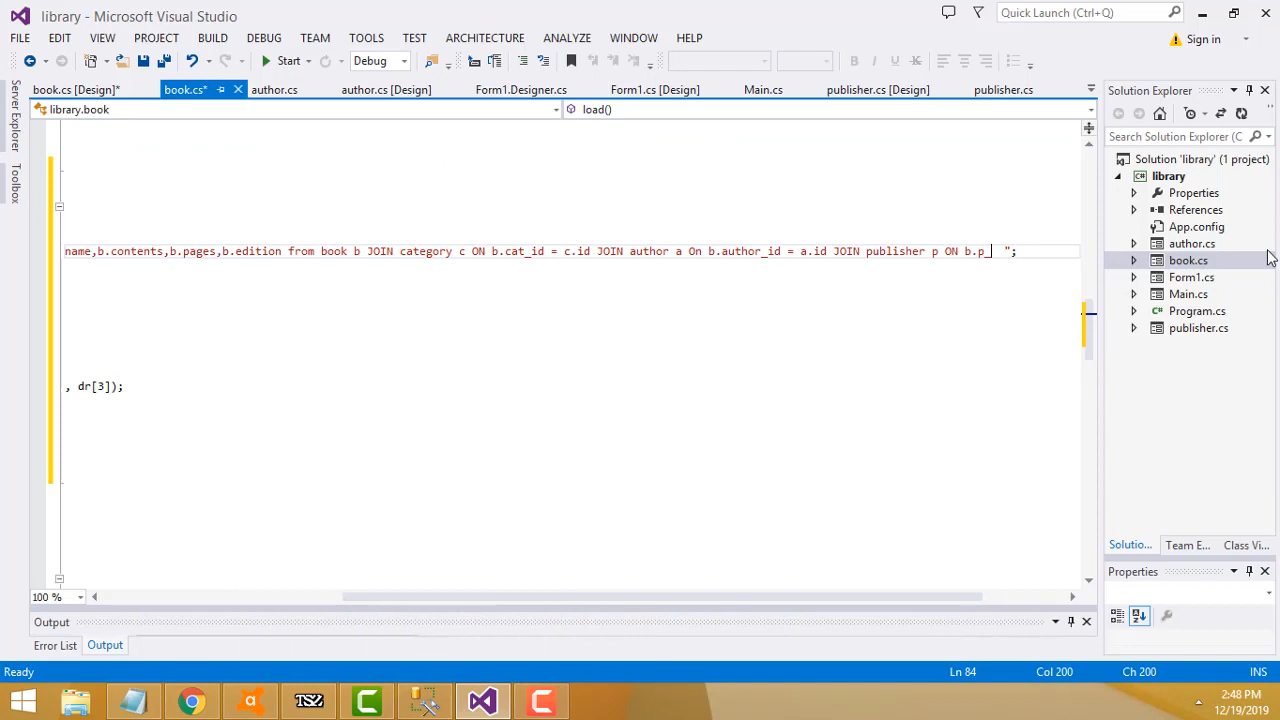 library - Microsoft Visual Studio
Quick Launch (Ctrl+Q)
FILE EDIT VIEW PROJECT BUILD DEBUG TEAM TOOLS TEST ARCHITECTURE ANALYZE WINDOW HELP
Sign in
Start Debug
book.cs [Design]* book.cs* author.cs author.cs [Design] Form1.Designer.cs Form1.cs [Design] Main.cs publisher.cs [Design] publisher.cs
library.book load()
Server Explorer
Toolbox
name,b.contents,b.pages,b.edition from book b JOIN category c ON b.cat_id = c.id JOIN author a On b.author_id = a.id JOIN publisher p ON b.p_ ";
, dr[3]);
100 %
Output
Error List Output
Solution Explorer
Search Solution Explorer (C
Solution 'library' (1 project)
C# library
Properties
References
App.config
author.cs
book.cs
Form1.cs
Main.cs
Program.cs
publisher.cs
Solutio... Team E... Class Vi...
Properties
Ready Ln 84 Col 200 Ch 200 INS
TSZ
2:48 PM
12/19/2019